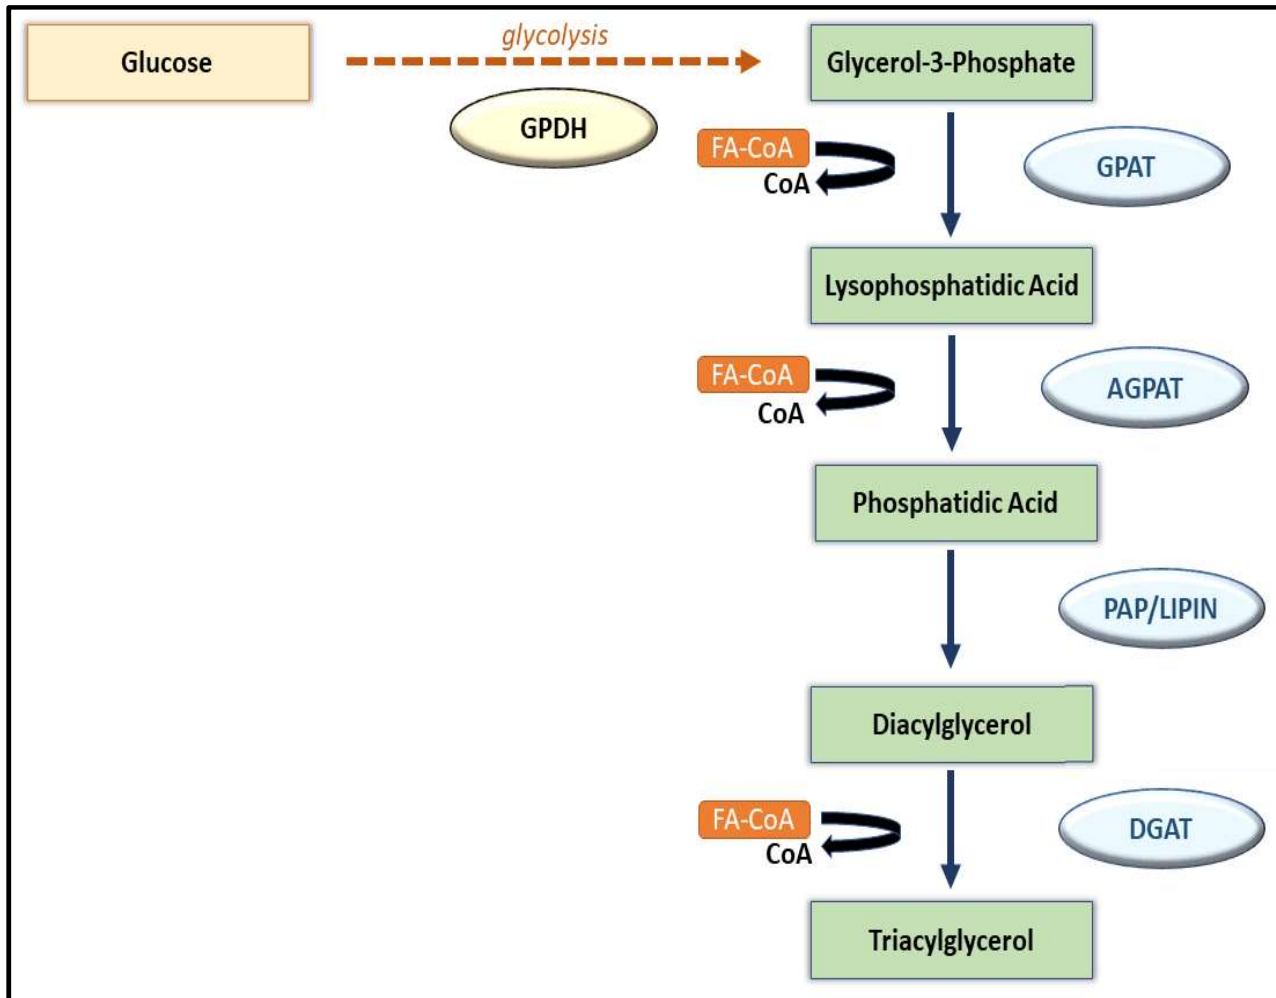 glycolysis
Glucose
Glycerol-3-Phosphate
GPDH
FA-CoA
CoA
GPAT
Lysophosphatidic Acid
FA-CoA
CoA
AGPAT
Phosphatidic Acid
PAP/LIPIN
Diacylglycerol
FA-CoA
CoA
DGAT
Triacylglycerol